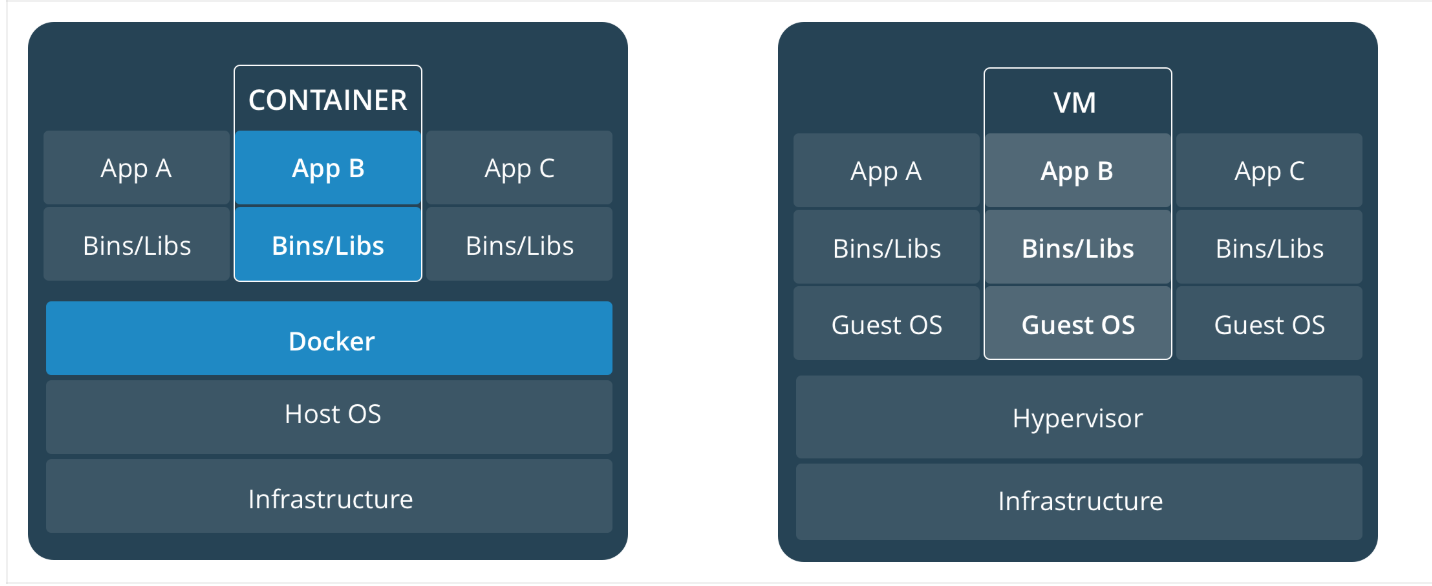 CONTAINER
App A
App B
App C
Bins/Libs
Bins/Libs
Bins/Libs
Docker
Host OS
Infrastructure
VM
App A
App B
App C
Bins/Libs
Bins/Libs
Bins/Libs
Guest OS
Guest OS
Guest OS
Hypervisor
Infrastructure